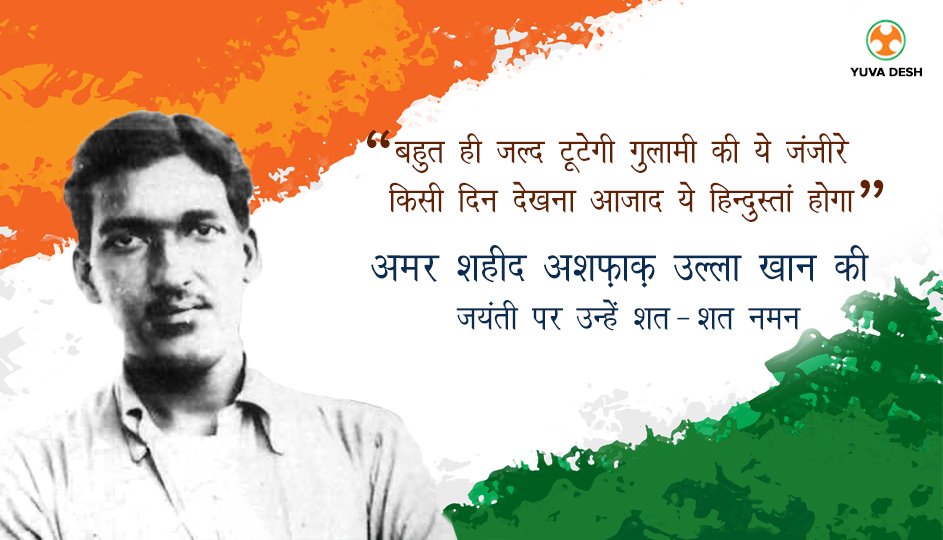 YUVA DESH
“बहुत ही जल्द टूटेगी गुलामी की ये जंजीरे
किसी दिन देखना आजाद ये हिन्दुस्तां होगा”
अमर शहीद अशफ़ाक़ उल्ला खान की
जयंती पर उन्हें शत - शत नमन